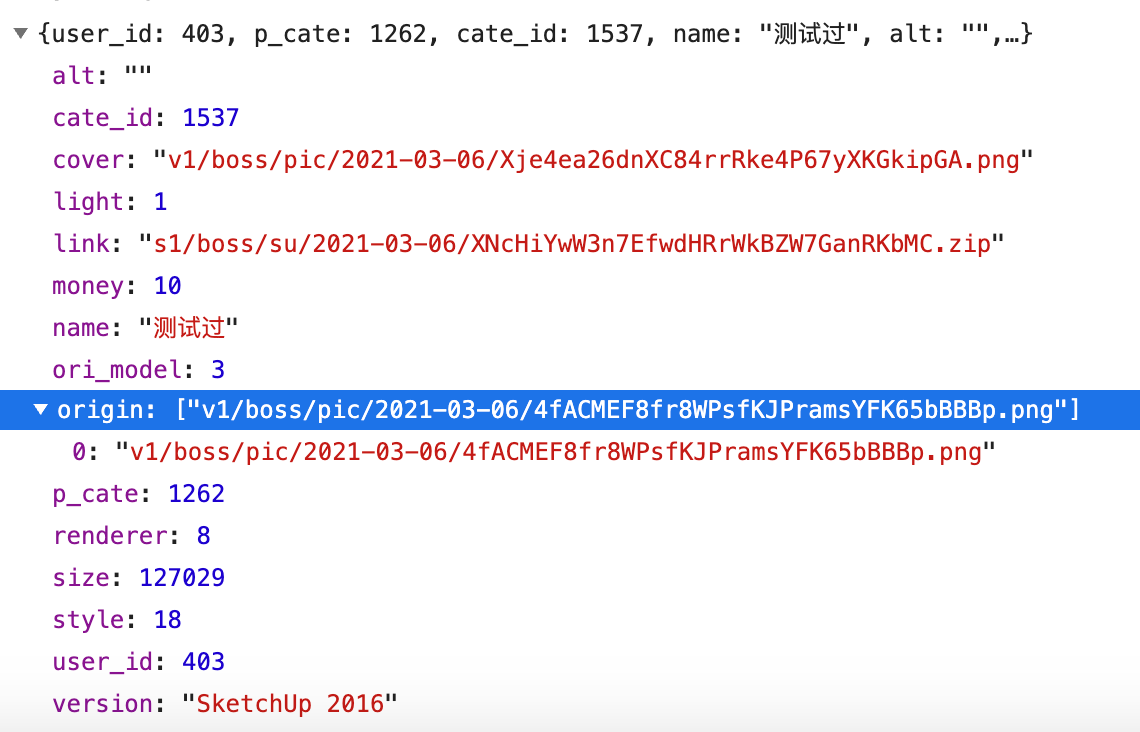 {user_id: 403, p_cate: 1262, cate_id: 1537, name: "测试过", alt: "",…}
alt: ""
cate_id: 1537
cover: "v1/boss/pic/2021-03-06/Xje4ea26dnXC84rrRke4P67yXKGkipGA.png"
light: 1
link: "s1/boss/su/2021-03-06/XNcHiYwW3n7EfwdHRrWkBZW7GanRKbMC.zip"
money: 10
name: "测试过"
ori_model: 3
origin: ["v1/boss/pic/2021-03-06/4fACMEF8fr8WPsfKJPramsYFK65bBBBp.png"]
0: "v1/boss/pic/2021-03-06/4fACMEF8fr8WPsfKJPramsYFK65bBBBp.png"
p_cate: 1262
renderer: 8
size: 127029
style: 18
user_id: 403
version: "SketchUp 2016"